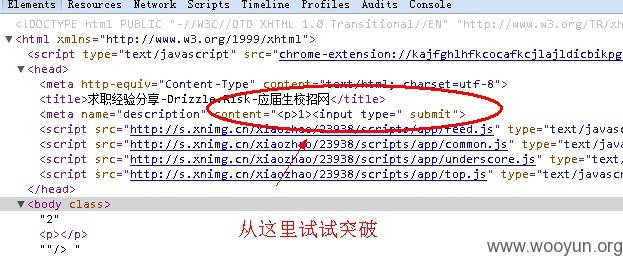 Elements Resources Network Sources Timeline Profiles Audits Console
<!DOCTYPE html PUBLIC "-//W3C//DTD XHTML 1.0 Transitional//EN" "http://www.w3.org/TR/xh
<html xmlns="http://www.w3.org/1999/xhtml">
<script type="text/javascript" src="chrome-extension://kajfghlhfkcocafkcjlajldicbikpg
<head>
<meta http-equiv="Content-Type" content="text/html; charset=utf-8">
<title>求职经验分享-Drizzle.Risk-应届生校招网</title>
<meta name="description" content="<p>1><input type=" submit">
<script src="http://s.xnimg.cn/xiaozhao/23938/scripts/app/feed.js" type="text/javasc
<script src="http://s.xnimg.cn/xiaozhao/23938/scripts/app/common.js" type="text/java
<script src="http://s.xnimg.cn/xiaozhao/23938/scripts/app/underscore.js" type="text/
<script src="http://s.xnimg.cn/xiaozhao/23938/scripts/app/top.js" type="text/javascr
</head>
<body class>
"2"
<p></p>
""/> "
从这里试试突破
www.wooyun.org